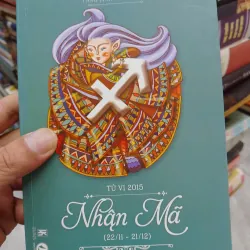 TỬ VI 2015
Nhân Mã
(22/11 - 21/12)